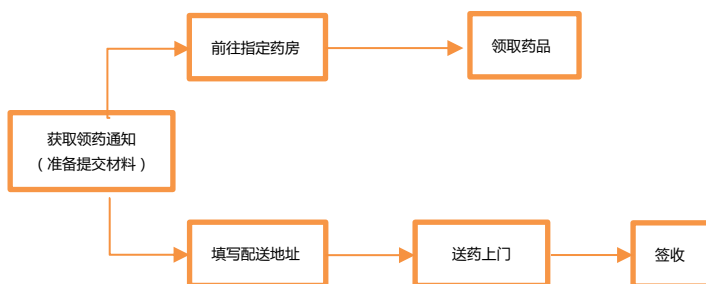 前往指定药房
领取药品
获取领药通知
（准备提交材料）
填写配送地址
送药上门
签收